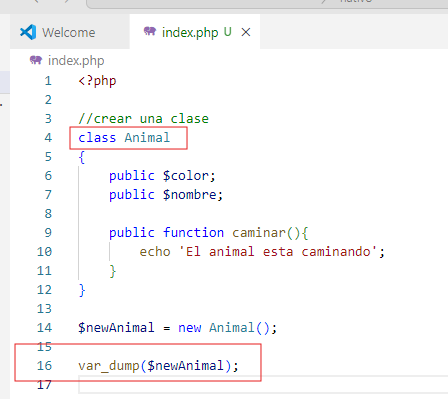 Welcome
index.php U
index.php
1 <?php
2
3 //crear una clase
4 class Animal
5 {
6 public $color;
7 public $nombre;
8
9 public function caminar(){
10 echo 'El animal esta caminando';
11 }
12 }
13
14 $newAnimal = new Animal();
15
16 var_dump($newAnimal);
17